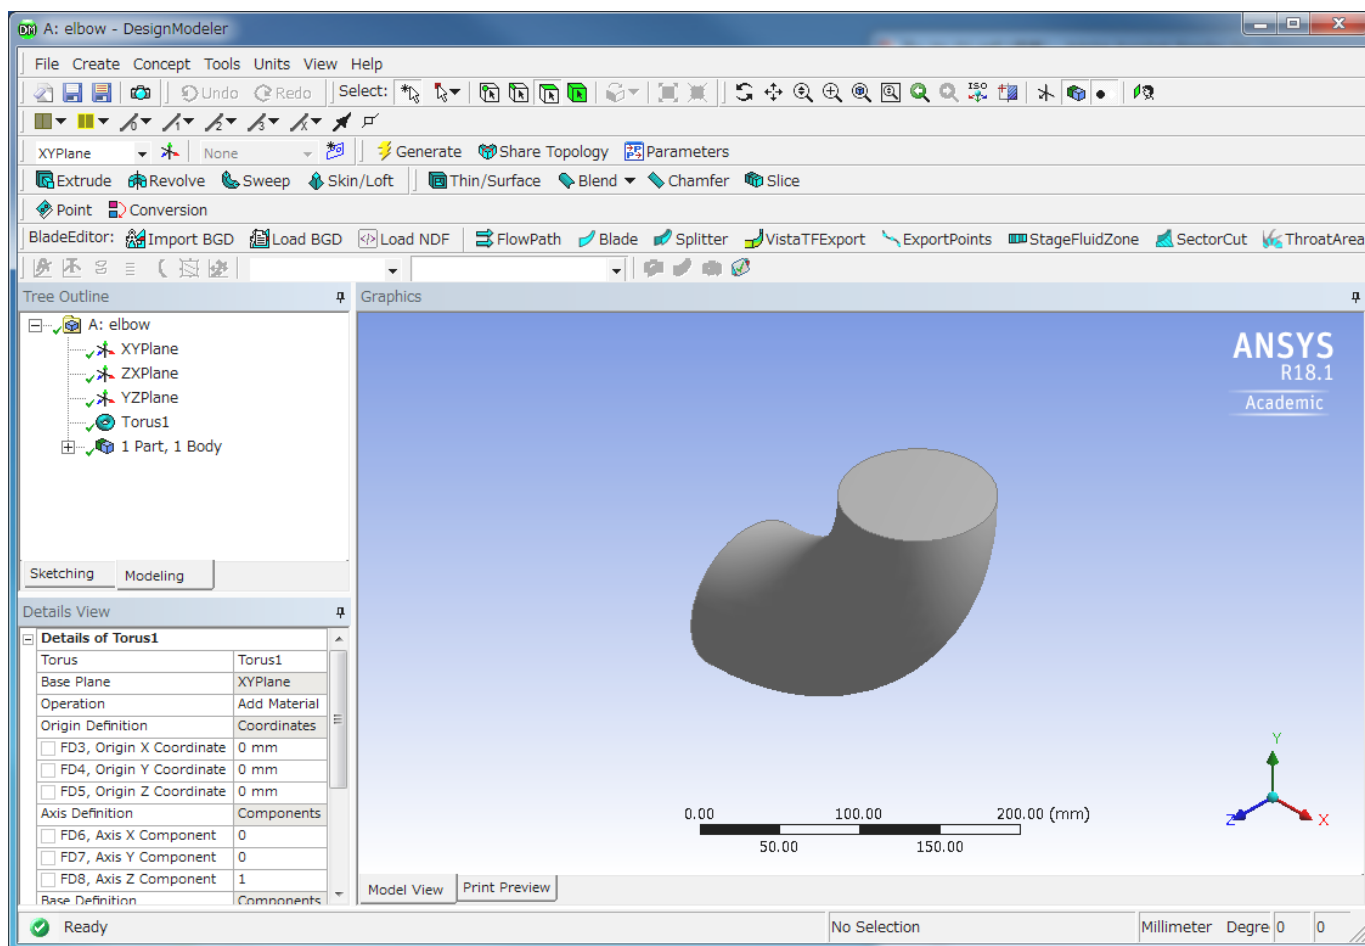 A: elbow - DesignModeler
File Create Concept Tools Units View Help
Undo Redo Select: ISO
XYPlane None Generate Share Topology Parameters
Extrude Revolve Sweep Skin/Loft Thin/Surface Blend Chamfer Slice
Point Conversion
BladeEditor: Import BGD Load BGD Load NDF FlowPath Blade Splitter VistaTFExport ExportPoints StageFluidZone SectorCut ThroatArea
Tree Outline
A: elbow
XYPlane
ZXPlane
YZPlane
Torus1
1 Part, 1 Body
Sketching Modeling
Details View
Details of Torus1
Torus Torus1
Base Plane XYPlane
Operation Add Material
Origin Definition Coordinates
FD3, Origin X Coordinate 0 mm
FD4, Origin Y Coordinate 0 mm
FD5, Origin Z Coordinate 0 mm
Axis Definition Components
FD6, Axis X Component 0
FD7, Axis Y Component 0
FD8, Axis Z Component 1
Base Definition Components
Graphics
ANSYS
R18.1
Academic
Y
Z X
0.00 100.00 200.00 (mm)
50.00 150.00
Model View Print Preview
Ready No Selection Millimeter Degre 0 0